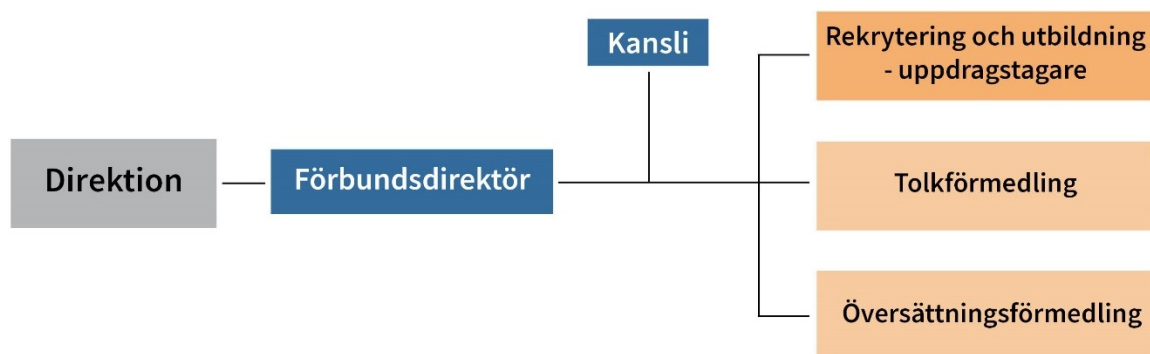 Direktion
Förbundsdirektör
Kansli
Rekrytering och utbildning
- uppdragstagare
Tolkförmedling
Översättningsförmedling